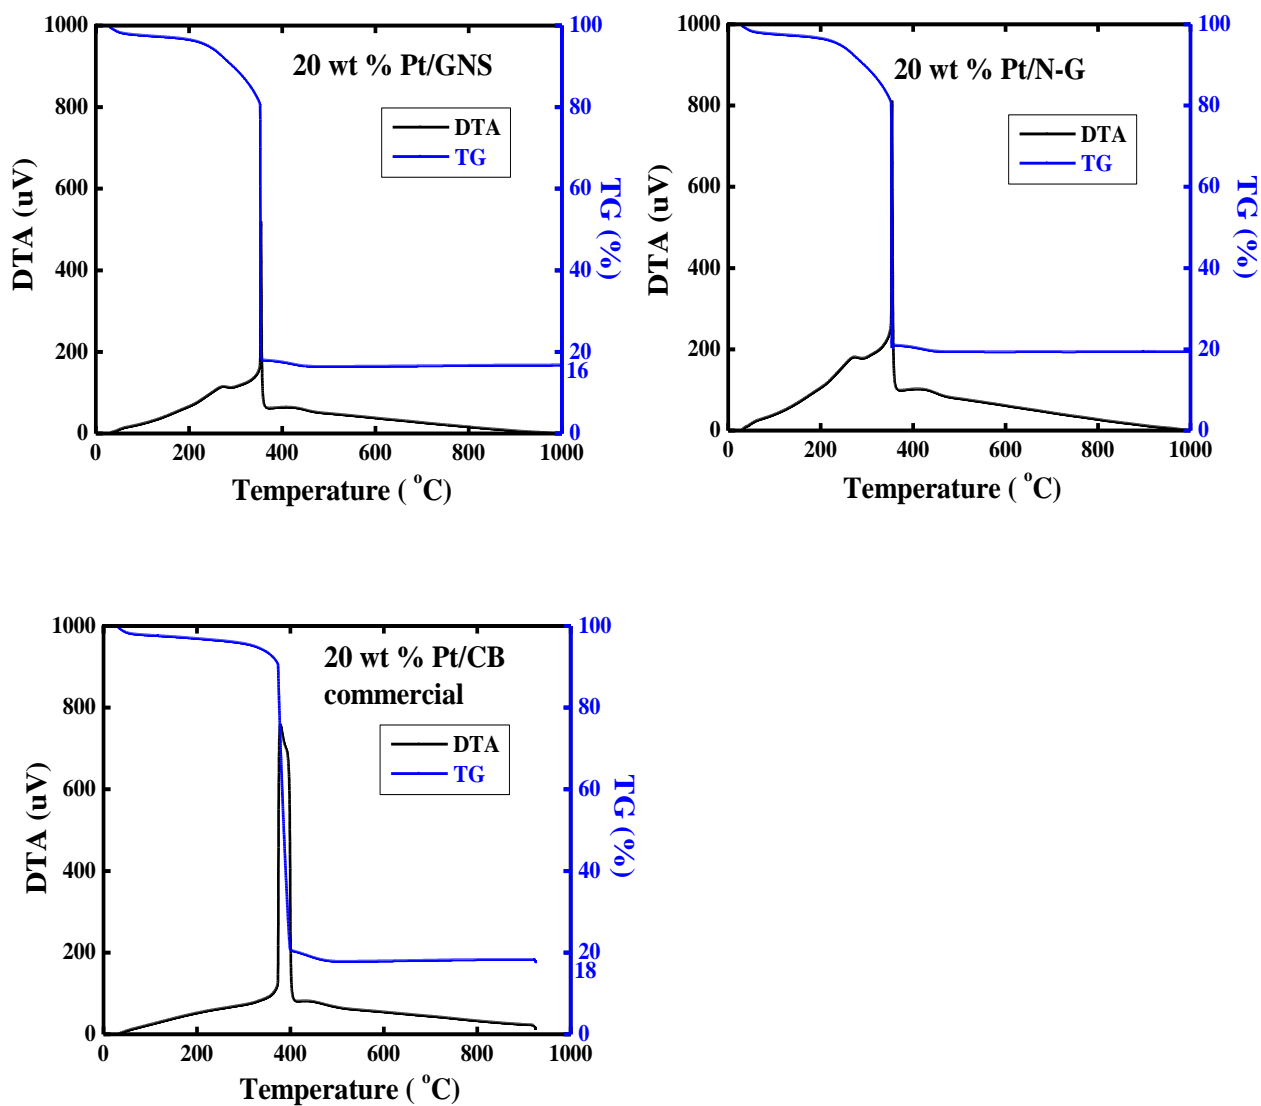 1000
800
600
400
200
0
DTA (uV)
20 wt % Pt/GNS
DTA
TG
100
80
60
40
20
16
0
TG (%)
0 200 400 600 800 1000
Temperature ( °C)
1000
800
600
400
200
0
DTA (uV)
20 wt % Pt/N-G
DTA
TG
100
80
60
40
20
0
TG (%)
0 200 400 600 800 1000
Temperature ( °C)
1000
800
600
400
200
0
DTA (uV)
20 wt % Pt/CB
commercial
DTA
TG
100
80
60
40
20
18
0
TG (%)
0 200 400 600 800 1000
Temperature ( °C)